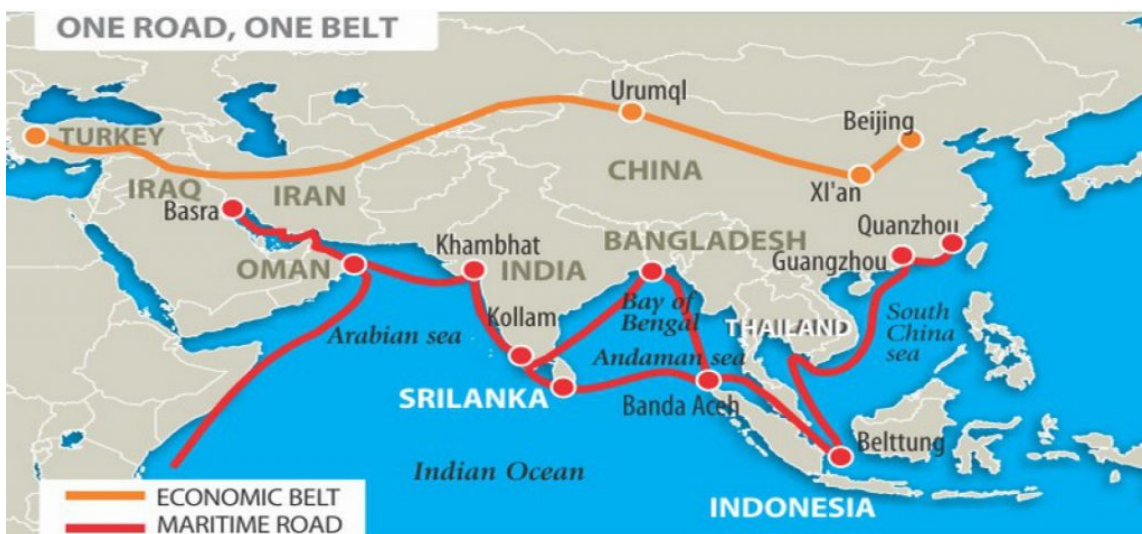 ONE ROAD, ONE BELT
Urumql
Beijing
TURKEY
CHINA
XI'an
IRAQ
IRAN
Basra
Quanzhou
Khambhat
BANGLADESH
Guangzhou
OMAN
INDIA
Kollam
Bay of
Bengal
South
China
sea
Arabian sea
THAILAND
Andaman sea
SRILANKA
Banda Aceh
Belttung
Indian Ocean
INDONESIA
ECONOMIC BELT
MARITIME ROAD